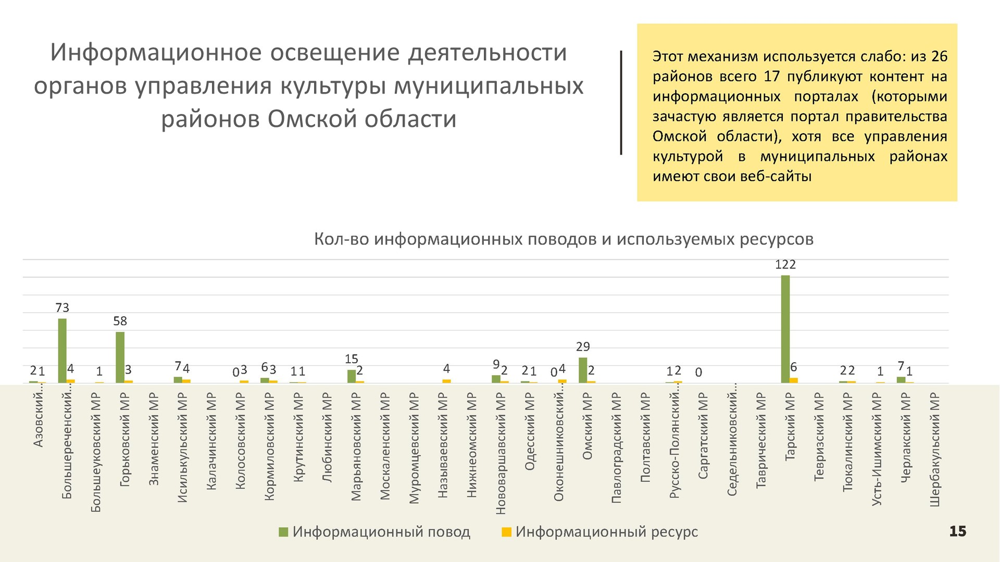 Информационное освещение деятельности
органов управления культуры муниципальных
районов Омской области
Этот механизм используется слабо: из 26
районов всего 17 публикуют контент на
информационных порталах (которыми
зачастую является портал правительства
Омской области), хотя все управления
культурой в муниципальных районах
имеют свои веб-сайты
Кол-во информационных поводов и используемых ресурсов
2 1
73 4
1
58 3
7 4
0 3
6 3
1 1
15 2
4
9 2
2 1
0 4
29 2
1 2
0
122 6
2 2
1
7 1
Азовский…
Большереченский…
Большеуковский МР
Горьковский МР
Знаменский МР
Исилькульский МР
Калачинский МР
Колосовский МР
Кормиловский МР
Крутинский МР
Любинский МР
Марьяновский МР
Москаленский МР
Муромцевский МР
Называевский МР
Нижнеомский МР
Нововаршавский МР
Одесский МР
Оконешниковский…
Омский МР
Павлоградский МР
Полтавский МР
Русско-Полянский…
Саргатский МР
Седельниковский…
Таврический МР
Тарский МР
Тевризский МР
Тюкалинский МР
Усть-Ишимский МР
Черлакский МР
Шербакульский МР
Информационный повод
Информационный ресурс
15